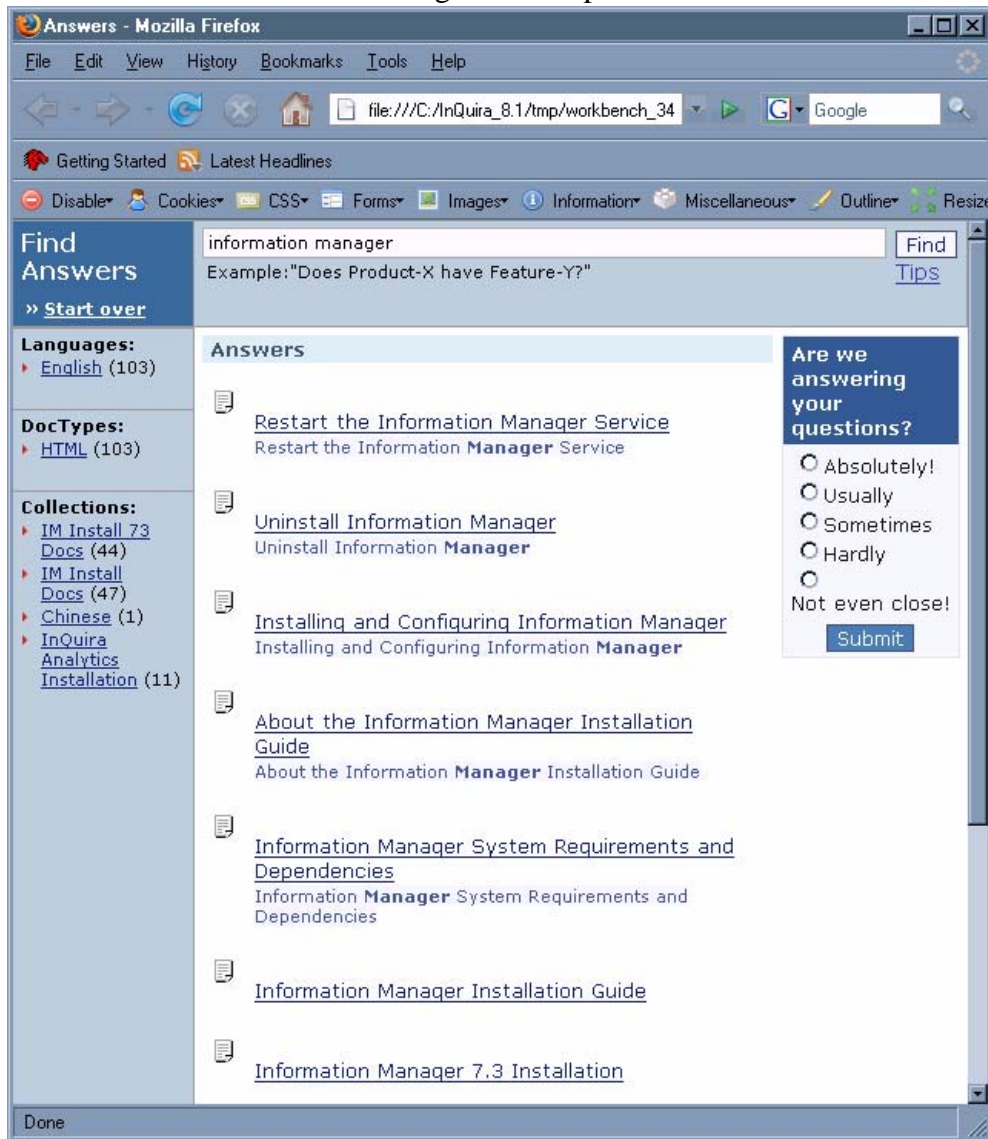 Answers - Mozilla Firefox
File Edit View History Bookmarks Tools Help
file:///C:/InQuira_8.1/tmp/workbench_34
G Google
Getting Started Latest Headlines
Disable Cookies CSS Forms Images Information Miscellaneous Outline Resize
Find
Answers
» Start over
information manager
Find
Example:"Does Product-X have Feature-Y?"
Tips
Languages:
English (103)
DocTypes:
HTML (103)
Collections:
IM Install 73
Docs (44)
IM Install
Docs (47)
Chinese (1)
InQuira
Analytics
Installation (11)
Answers
Restart the Information Manager Service
Restart the Information Manager Service
Uninstall Information Manager
Uninstall Information Manager
Installing and Configuring Information Manager
Installing and Configuring Information Manager
About the Information Manager Installation
Guide
About the Information Manager Installation Guide
Information Manager System Requirements and
Dependencies
Information Manager System Requirements and
Dependencies
Information Manager Installation Guide
Information Manager 7.3 Installation
Are we
answering
your
questions?
Absolutely!
Usually
Sometimes
Hardly
Not even close!
Submit
Done